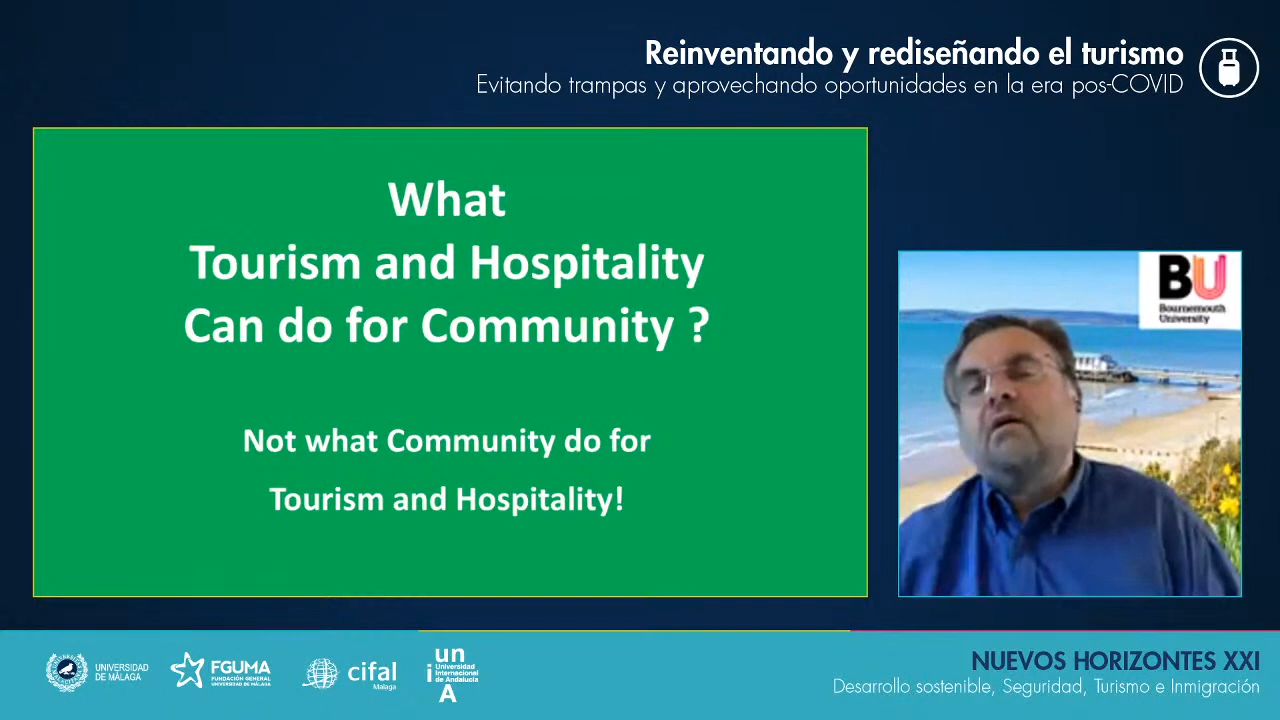 Reinventando y rediseñando el turismo
Evitando trampas y aprovechando oportunidades en la era pos-COVID
What
Tourism and Hospitality
Can do for Community ?
Not what Community do for
Tourism and Hospitality!
BU
Bournemouth
University
UNIVERSIDAD
DE MÁLAGA
FGUMA
FUNDACIÓN GENERAL
UNIVERSIDAD DE MÁLAGA
cifal
Malaga
un
i
Universidad
Internacional
de Andalucía
A
NUEVOS HORIZONTES XXI
Desarrollo sostenible, Seguridad, Turismo e Inmigración